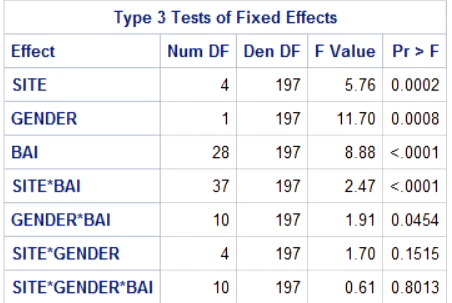 Type 3 Tests of Fixed Effects
Effect Num DF Den DF F Value Pr > F
SITE 4 197 5.76 0.0002
GENDER 1 197 11.70 0.0008
BAI 28 197 8.88 <.0001
SITE*BAI 37 197 2.47 <.0001
GENDER*BAI 10 197 1.91 0.0454
SITE*GENDER 4 197 1.70 0.1515
SITE*GENDER*BAI 10 197 0.61 0.8013